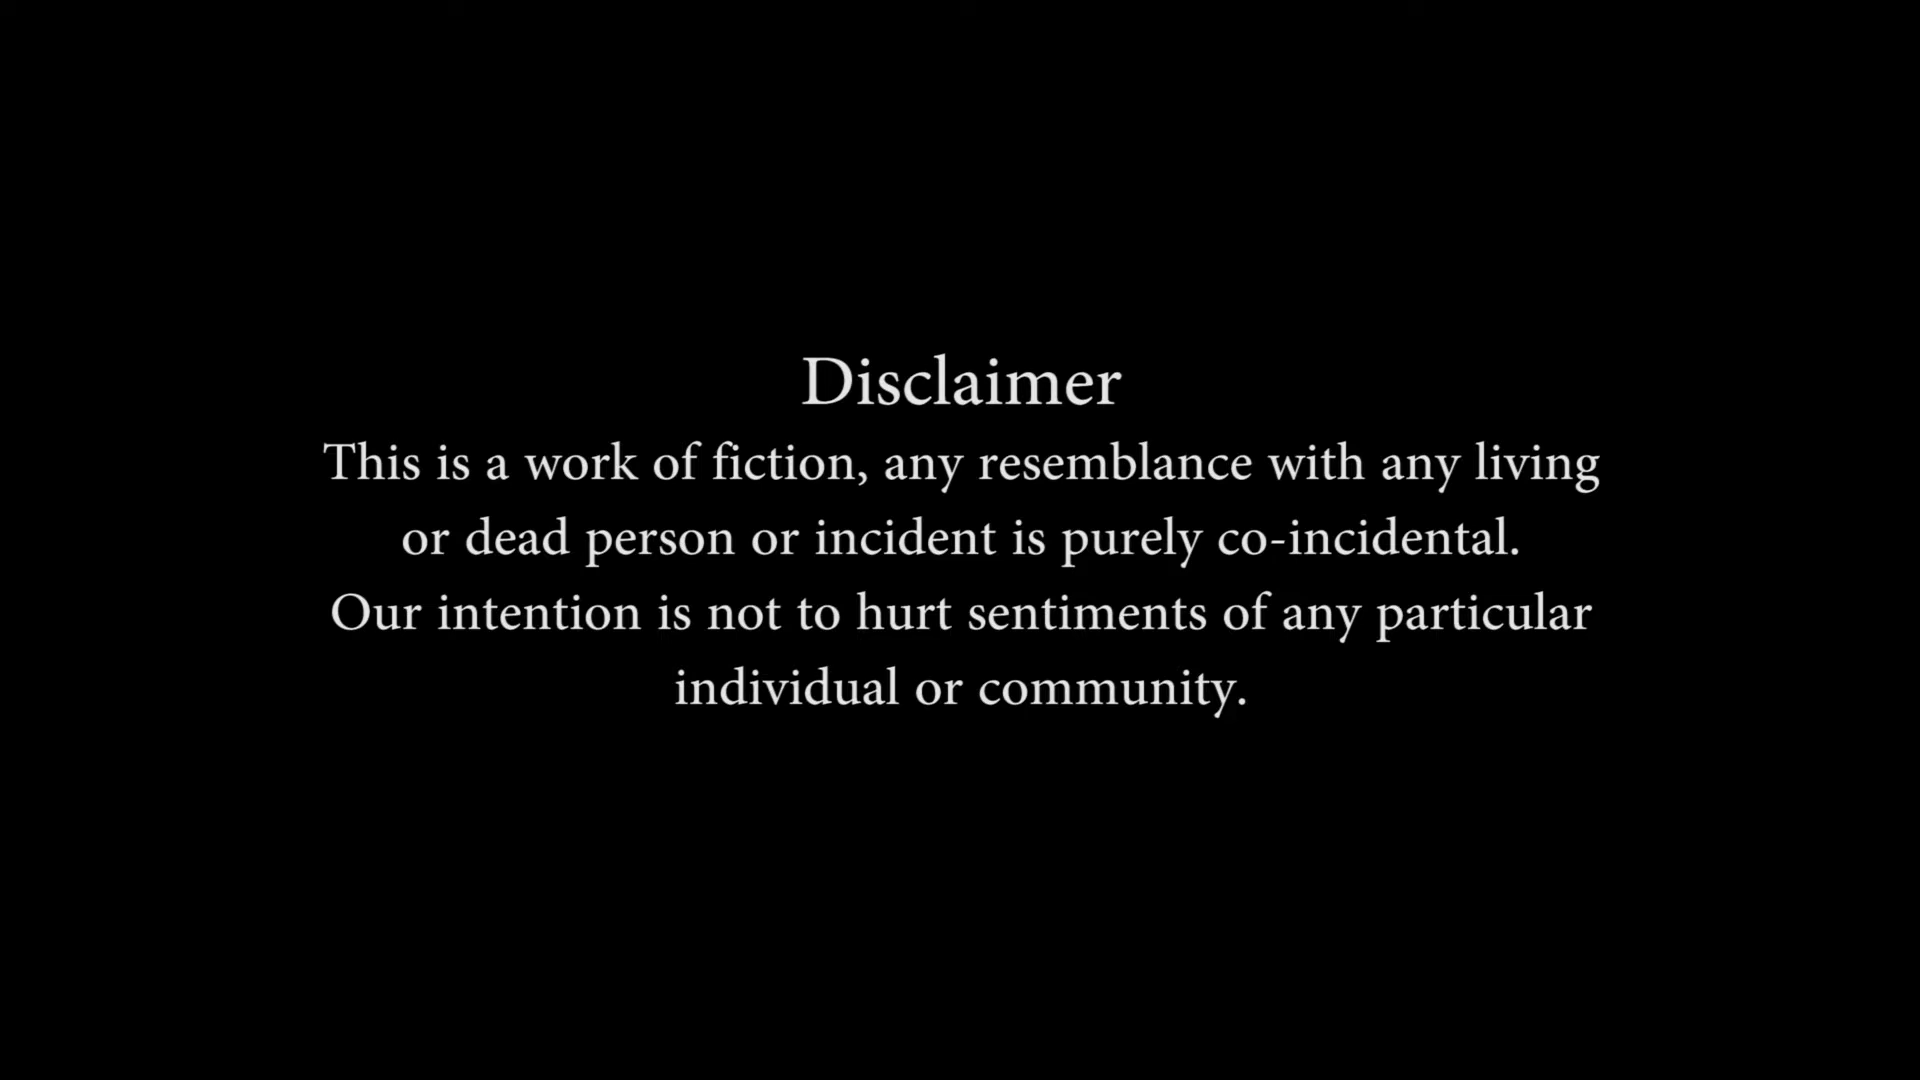 Disclaimer
This is a work of fiction, any resemblance with any living
or dead person or incident is purely co-incidental.
Our intention is not to hurt sentiments of any particular
individual or community.